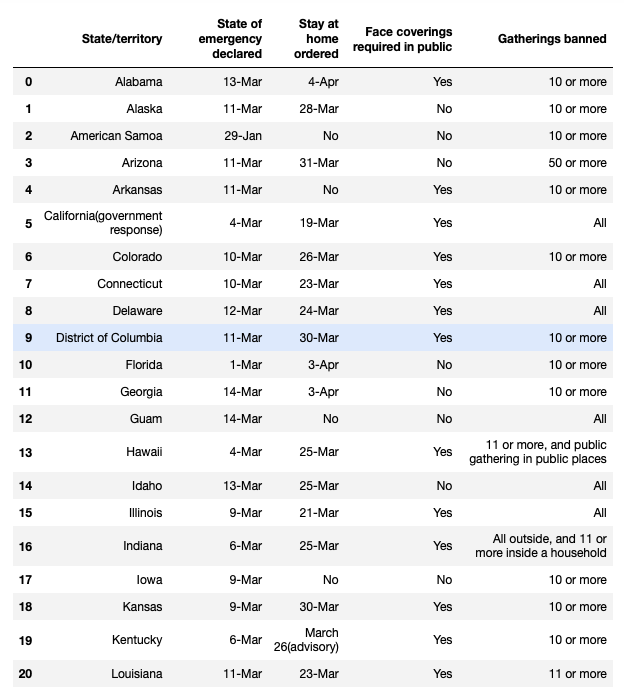 State/territory State of emergency declared Stay at home ordered Face coverings required in public Gatherings banned
0 Alabama 13-Mar 4-Apr Yes 10 or more
1 Alaska 11-Mar 28-Mar No 10 or more
2 American Samoa 29-Jan No No 10 or more
3 Arizona 11-Mar 31-Mar No 50 or more
4 Arkansas 11-Mar No Yes 10 or more
5 California(government response) 4-Mar 19-Mar Yes All
6 Colorado 10-Mar 26-Mar Yes 10 or more
7 Connecticut 10-Mar 23-Mar Yes All
8 Delaware 12-Mar 24-Mar Yes All
9 District of Columbia 11-Mar 30-Mar Yes 10 or more
10 Florida 1-Mar 3-Apr No 10 or more
11 Georgia 14-Mar 3-Apr No 10 or more
12 Guam 14-Mar No No All
13 Hawaii 4-Mar 25-Mar Yes 11 or more, and public gathering in public places
14 Idaho 13-Mar 25-Mar No All
15 Illinois 9-Mar 21-Mar Yes All
16 Indiana 6-Mar 25-Mar Yes All outside, and 11 or more inside a household
17 Iowa 9-Mar No No 10 or more
18 Kansas 9-Mar 30-Mar Yes 10 or more
19 Kentucky 6-Mar March 26(advisory) Yes 10 or more
20 Louisiana 11-Mar 23-Mar Yes 11 or more